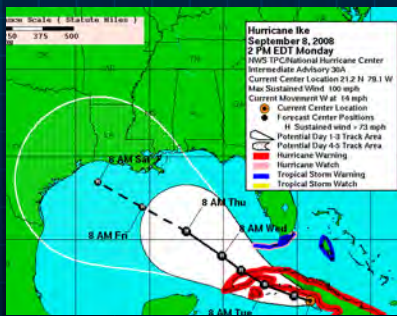 Scale ( Statute Miles )
250 375 500
Hurricane Ike
September 8, 2008
2 PM EDT Monday
NWS TPC/National Hurricane Center
Intermediate Advisory 30A
Current Center Location 21.2 N 79.1 W
Max Sustained Wind 100 mph
Current Movement W at 14 mph
Current Center Location
Forecast Center Positions
H Sustained wind > 73 mph
Potential Day 1-3 Track Area
Potential Day 4-5 Track Area
Hurricane Warning
Hurricane Watch
Tropical Storm Warning
Tropical Storm Watch
8 AM Sat
8 AM Thu
8 AM Fri
8 AM Wed
8 AM Tue